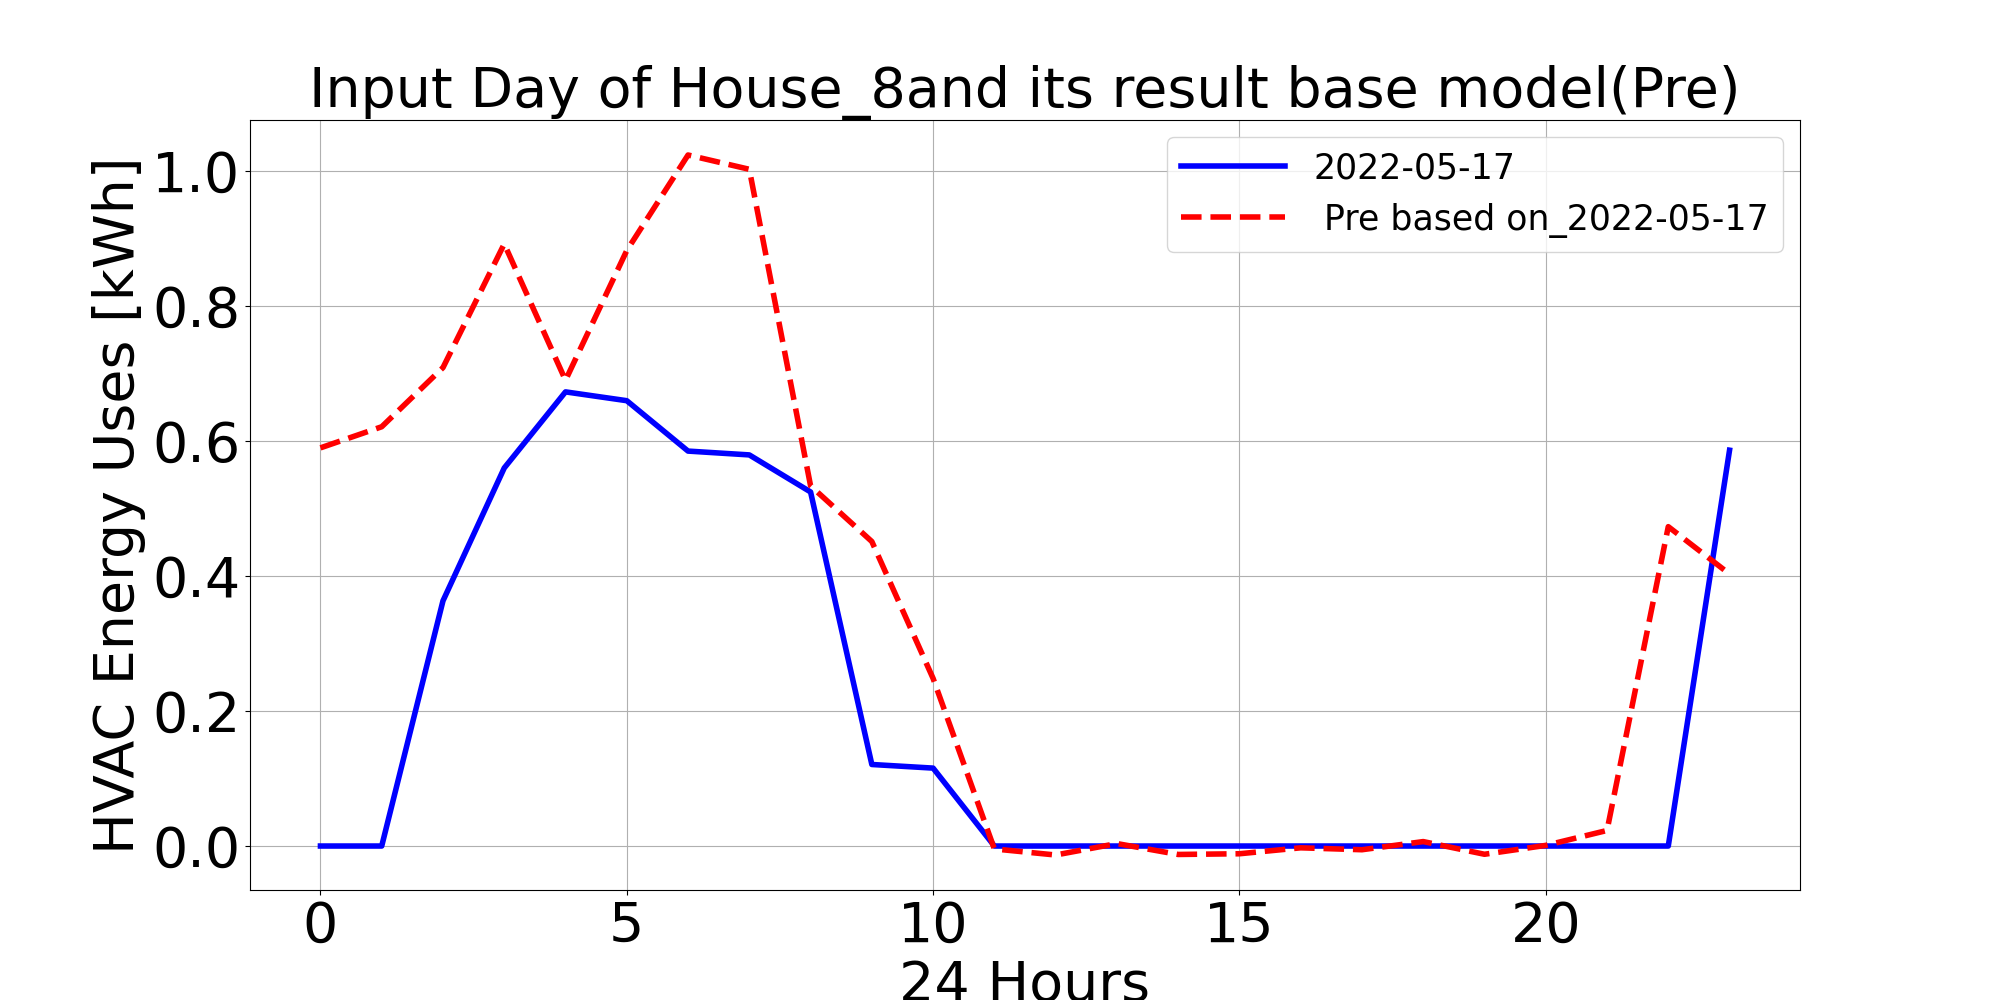 Input Day of House_8and its result base model(Pre)
HVAC Energy Uses [kWh]
1.0
0.8
0.6
0.4
0.2
0.0
2022-05-17
Pre based on_2022-05-17
0 5 10 15 20
24 Hours